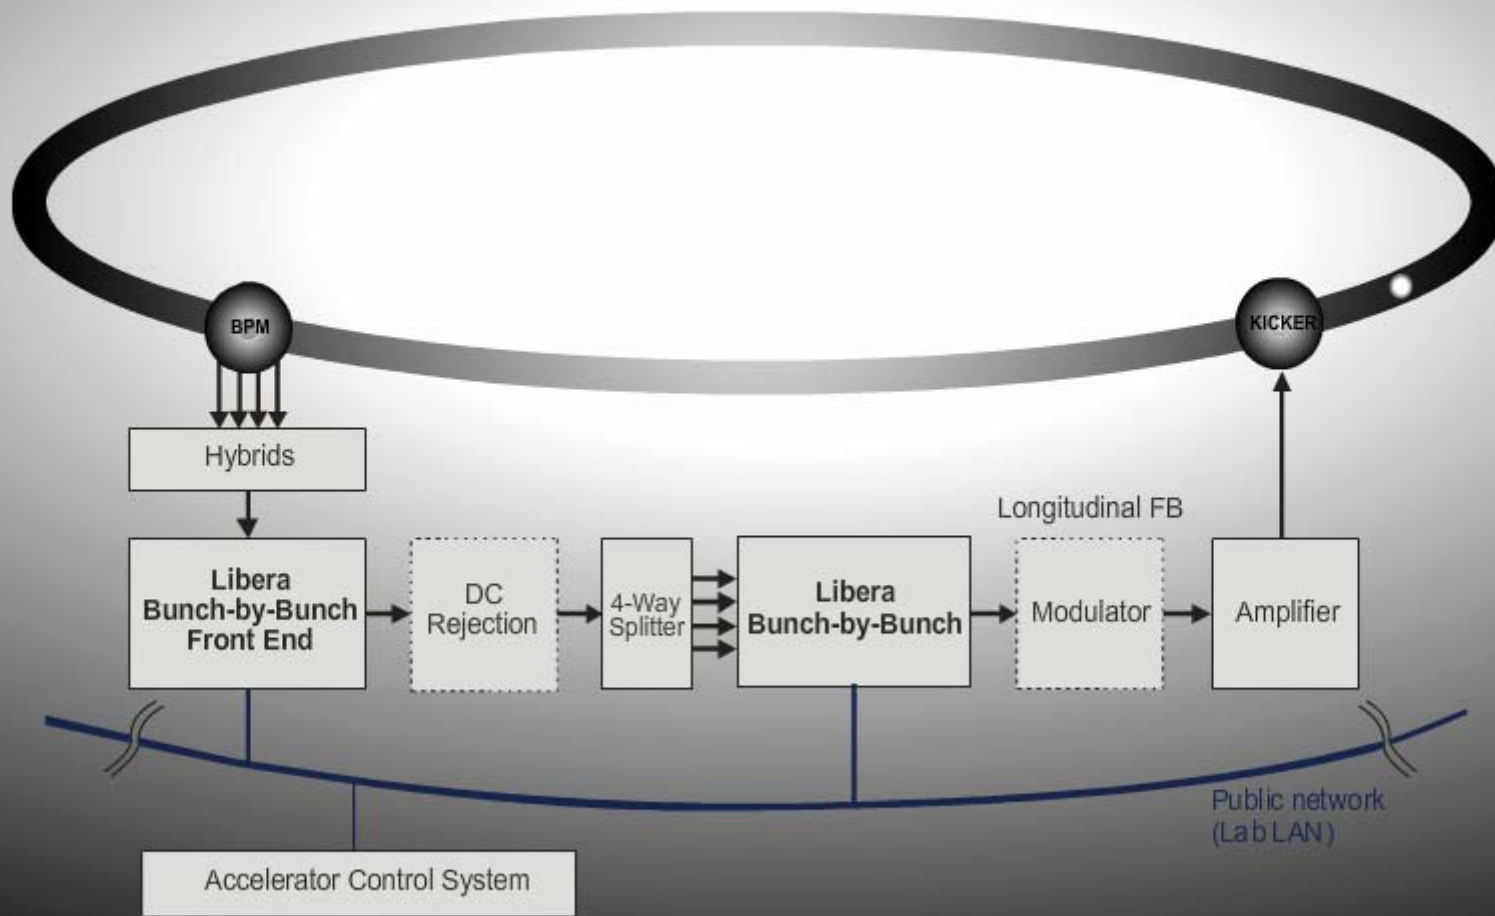 BPM
KICKER
Hybrids
Longitudinal FB
Libera
Bunch-by-Bunch
Front End
DC
Rejection
4-Way
Splitter
Libera
Bunch-by-Bunch
Modulator
Amplifier
Public network
(Lab LAN)
Accelerator Control System